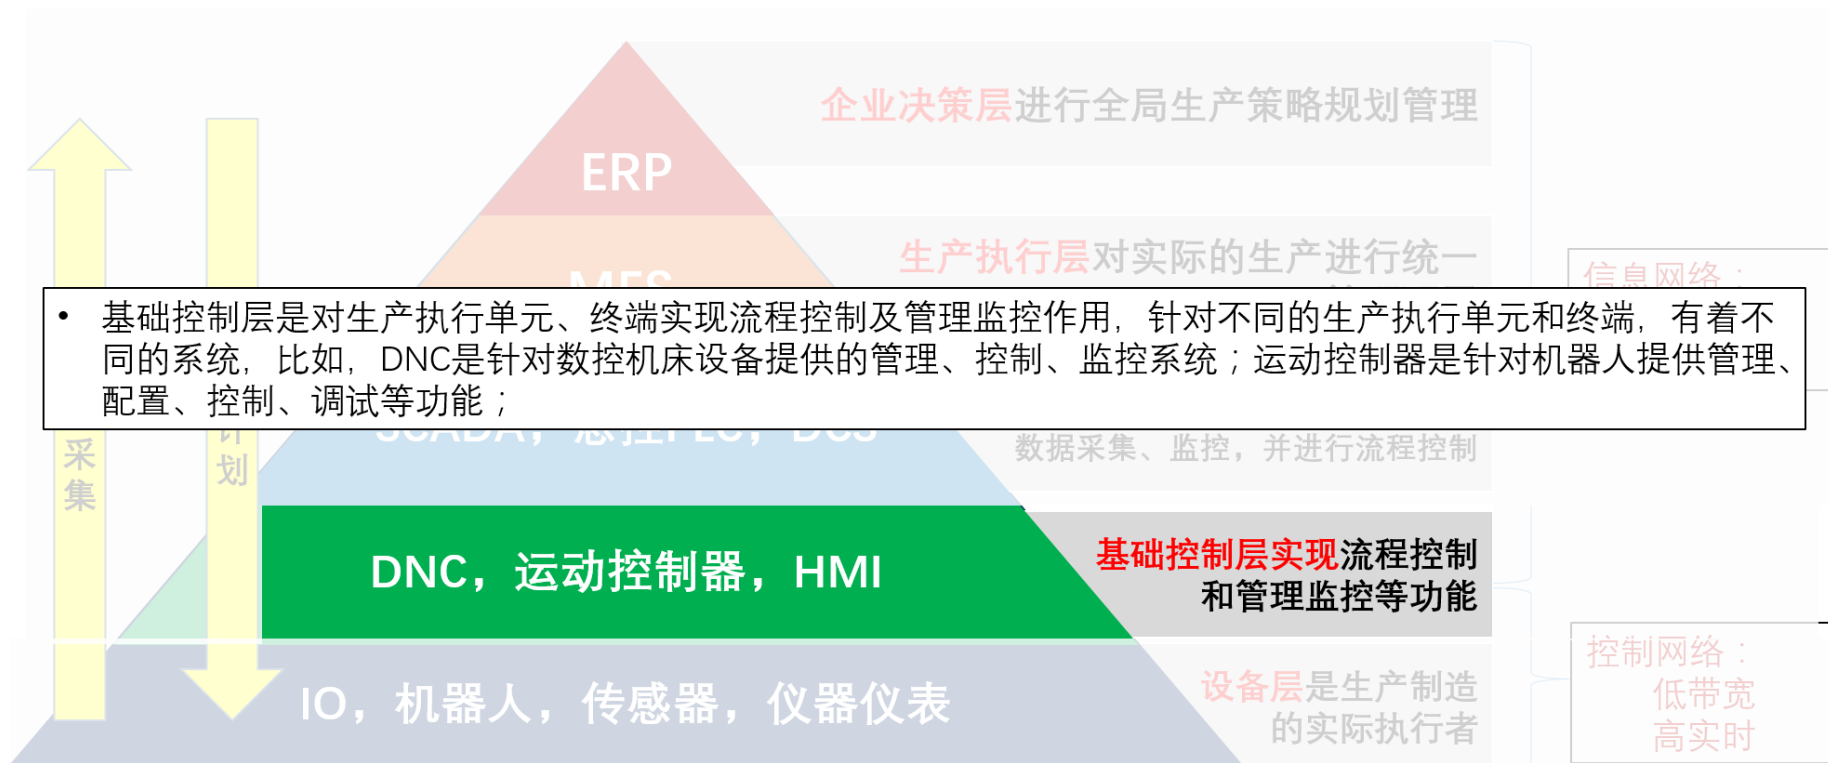 企业决策层进行全局生产策略规划管理
ERP
生产执行层对实际的生产进行统一
信息网络：
• 基础控制层是对生产执行单元、终端实现流程控制及管理监控作用，针对不同的生产执行单元和终端，有着不
同的系统，比如，DNC是针对数控机床设备提供的管理、控制、监控系统；运动控制器是针对机器人提供管理、
配置、控制、调试等功能；
数据采集、监控，并进行流程控制
采
集
划
DNC，运动控制器，HMI
基础控制层实现流程控制
和管理监控等功能
控制网络：
低带宽
高实时
IO，机器人，传感器，仪器仪表
设备层是生产制造
的实际执行者